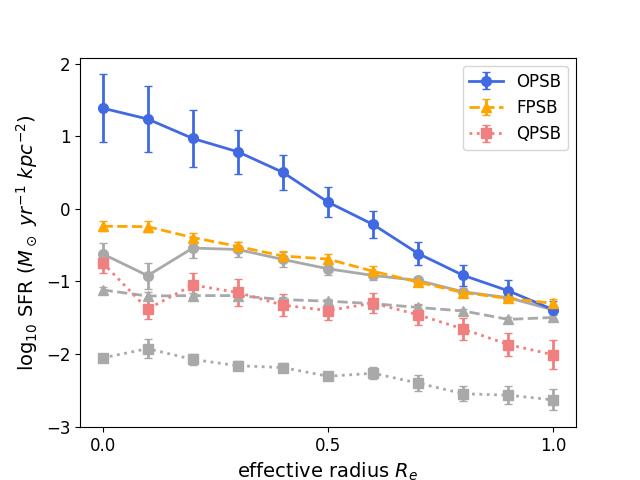 2
1
0
−1
−2
−3
log₁₀ SFR (M⊙ yr⁻¹ kpc⁻²)
OPSB
FPSB
QPSB
0.0 0.5 1.0
effective radius Rₑ